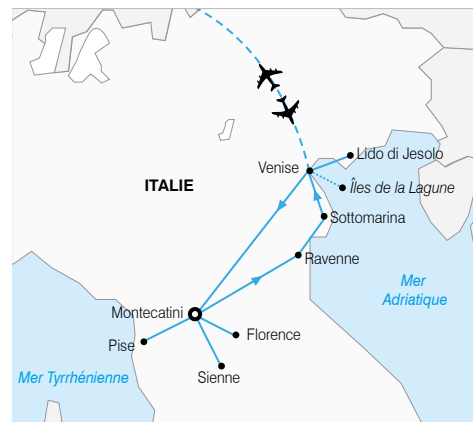 Lido di Jesolo
Venise
Îles de la Lagune
ITALIE
Sottomarina
Ravenne
Mer
Adriatique
Montecatini
Florence
Pise
Sienne
Mer Tyrrhénienne